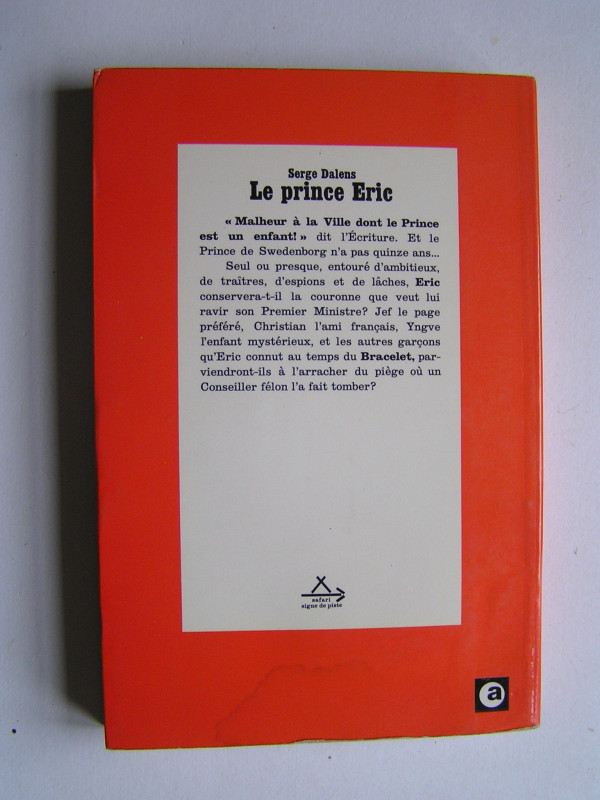 Serge Dalens
Le prince Eric
« Malheur à la Ville dont le Prince
est un enfant! » dit l'Écriture. Et le
Prince de Swedenborg n'a pas quinze ans...
Seul ou presque, entouré d'ambitieux,
de traîtres, d'espions et de lâches, Eric
conservera-t-il la couronne que veut lui
ravir son Premier Ministre? Jef le page
préféré, Christian l'ami français, Yngve
l'enfant mystérieux, et les autres garçons
qu'Eric connut au temps du Bracelet, par-
viendront-ils à l'arracher du piège où un
Conseiller félon l'a fait tomber?
safari
signe de piste
a